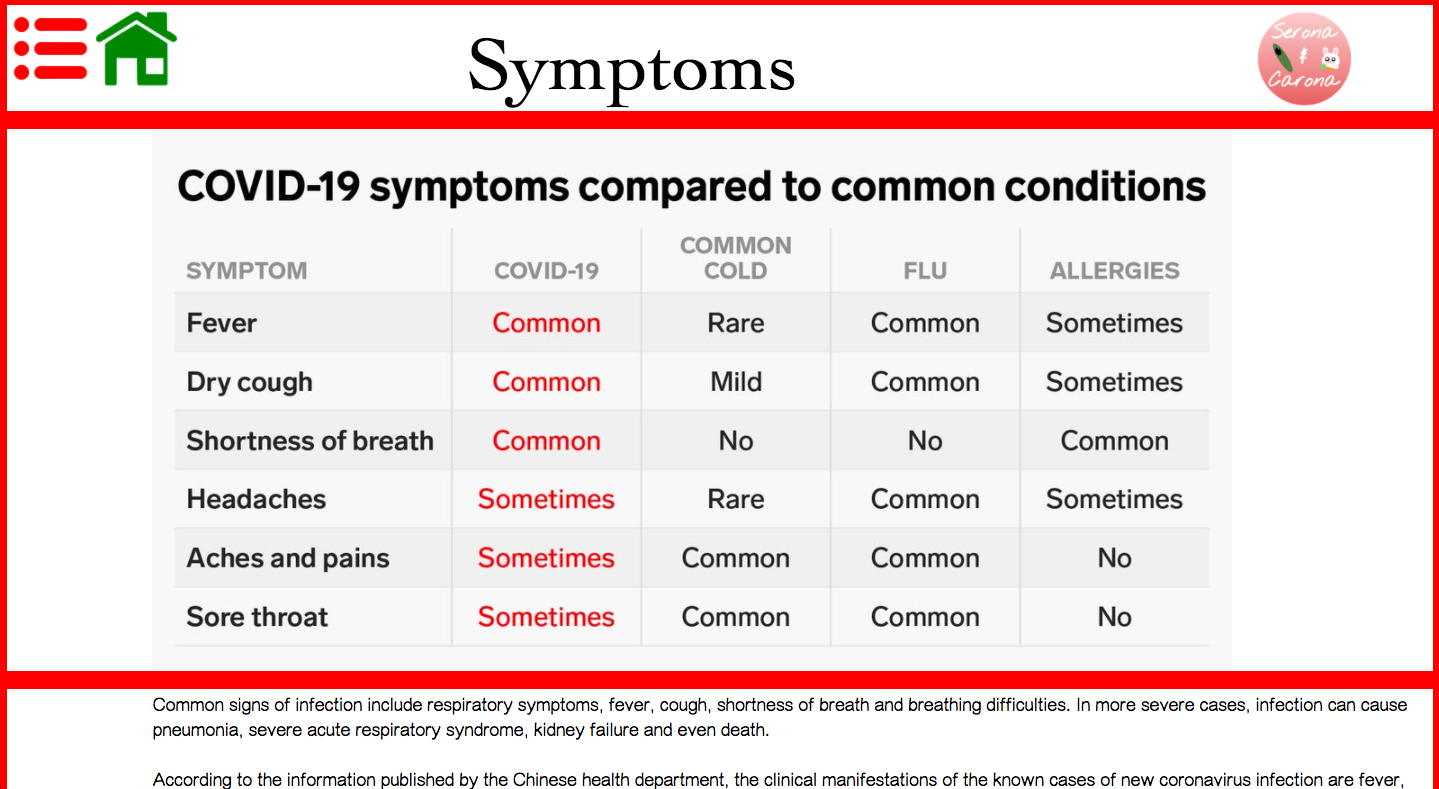 Symptoms
Serona
&
Carona
COVID-19 symptoms compared to common conditions
SYMPTOM COVID-19 COMMON COLD FLU ALLERGIES
Fever Common Rare Common Sometimes
Dry cough Common Mild Common Sometimes
Shortness of breath Common No No Common
Headaches Sometimes Rare Common Sometimes
Aches and pains Sometimes Common Common No
Sore throat Sometimes Common Common No
Common signs of infection include respiratory symptoms, fever, cough, shortness of breath and breathing difficulties. In more severe cases, infection can cause
pneumonia, severe acute respiratory syndrome, kidney failure and even death.
According to the information published by the Chinese health department, the clinical manifestations of the known cases of new coronavirus infection are fever,